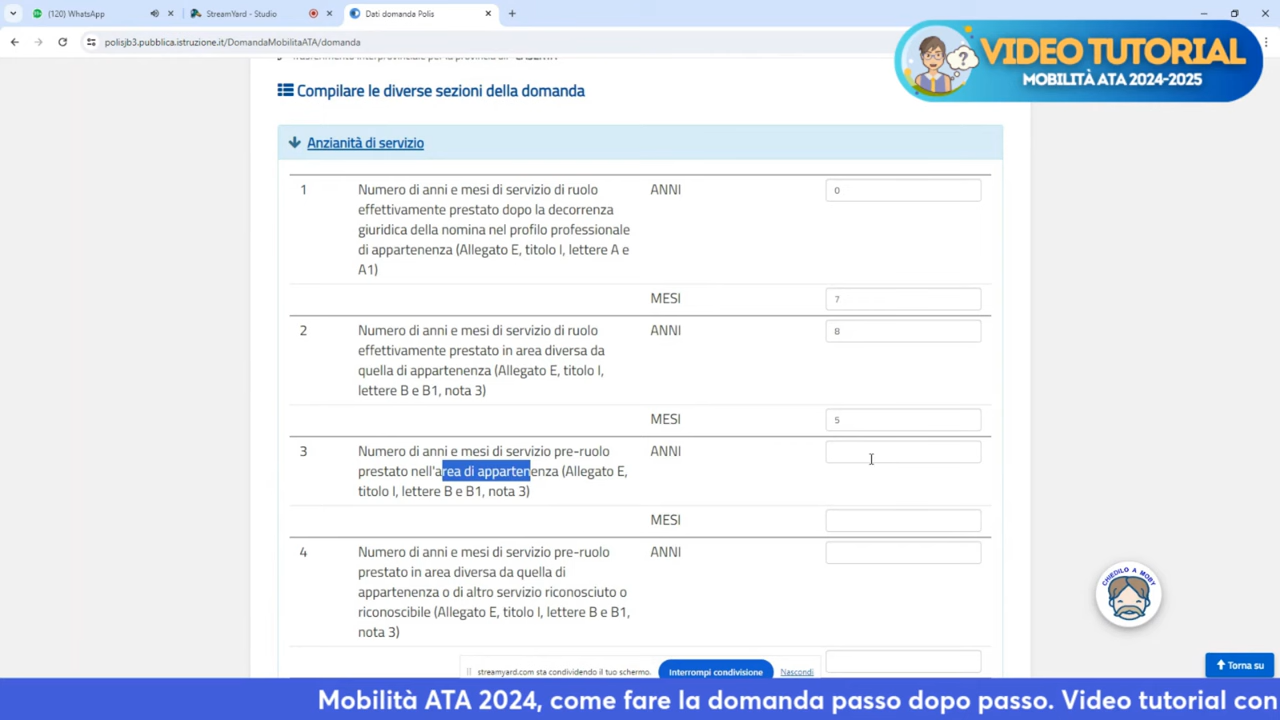 (120) WhatsApp
StreamYard - Studio
Dati domanda Polis
polisjb3.pubblica.istruzione.it/DomandaMobilitaATA/domanda
VIDEO TUTORIAL
MOBILITÀ ATA 2024-2025
Compilare le diverse sezioni della domanda
Anzianità di servizio
1
Numero di anni e mesi di servizio di ruolo
effettivamente prestato dopo la decorrenza
giuridica della nomina nel profilo professionale
di appartenenza (Allegato E, titolo I, lettere A e
A1)
ANNI
0
MESI
7
2
Numero di anni e mesi di servizio di ruolo
effettivamente prestato in area diversa da
quella di appartenenza (Allegato E, titolo I,
lettere B e B1, nota 3)
ANNI
8
MESI
5
3
Numero di anni e mesi di servizio pre-ruolo
prestato nell'area di appartenenza (Allegato E,
titolo I, lettere B e B1, nota 3)
ANNI
MESI
4
Numero di anni e mesi di servizio pre-ruolo
prestato in area diversa da quella di
appartenenza o di altro servizio riconosciuto o
riconoscibile (Allegato E, titolo I, lettere B e B1,
nota 3)
ANNI
CHIEDILO A MOBY
streamyard.com sta condividendo il tuo schermo.
Interrompi condivisione
Nascondi
Torna su
Mobilità ATA 2024, come fare la domanda passo dopo passo. Video tutorial con